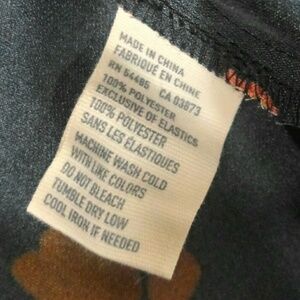 MADE IN CHINA
FABRIQUÉ EN CHINE
RN 54485 CA 03873
100% POLYESTER
EXCLUSIVE OF ELASTICS
100% POLYESTER
SANS LES ÉLASTIQUES
MACHINE WASH COLD
WITH LIKE COLORS
DO NOT BLEACH
TUMBLE DRY LOW
COOL IRON IF NEEDED